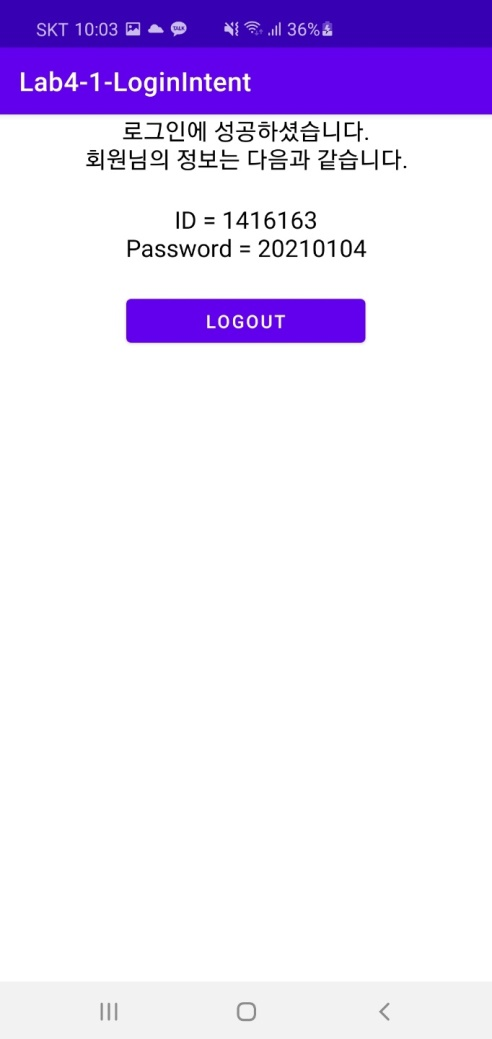 SKT 10:03 TALK 36%
Lab4-1-LoginIntent
로그인에 성공하셨습니다.
회원님의 정보는 다음과 같습니다.
ID = 1416163
Password = 20210104
LOGOUT